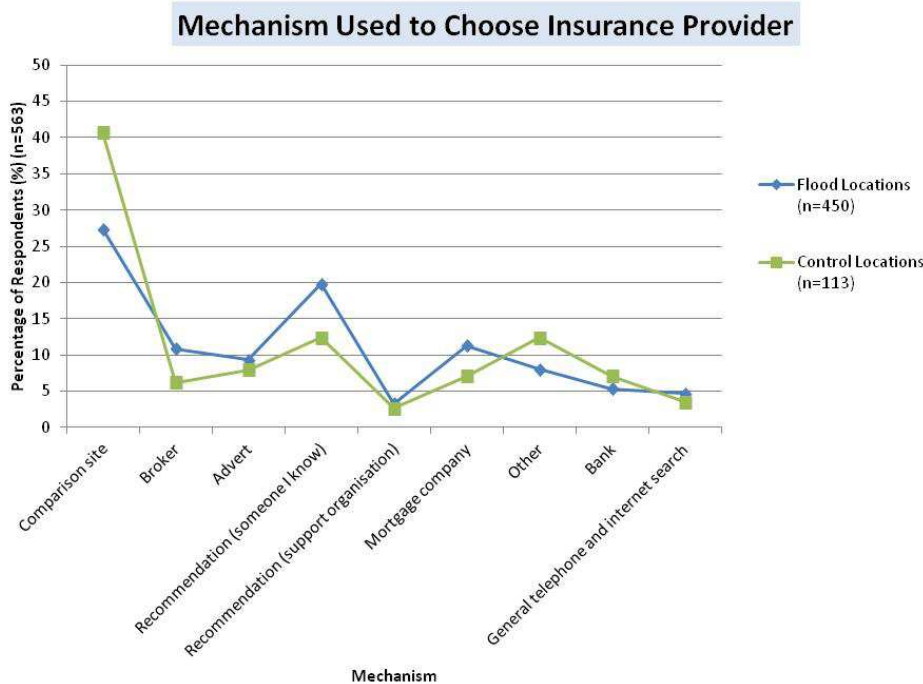 Mechanism Used to Choose Insurance Provider
Percentage of Respondents (%) (n=563)
50
45
40
35
30
25
20
15
10
5
0
Comparison site
Broker
Advert
Recommendation (someone I know)
Recommendation (support organisation)
Mortgage company
Other
Bank
General telephone and internet search
Mechanism
Flood Locations
(n=450)
Control Locations
(n=113)